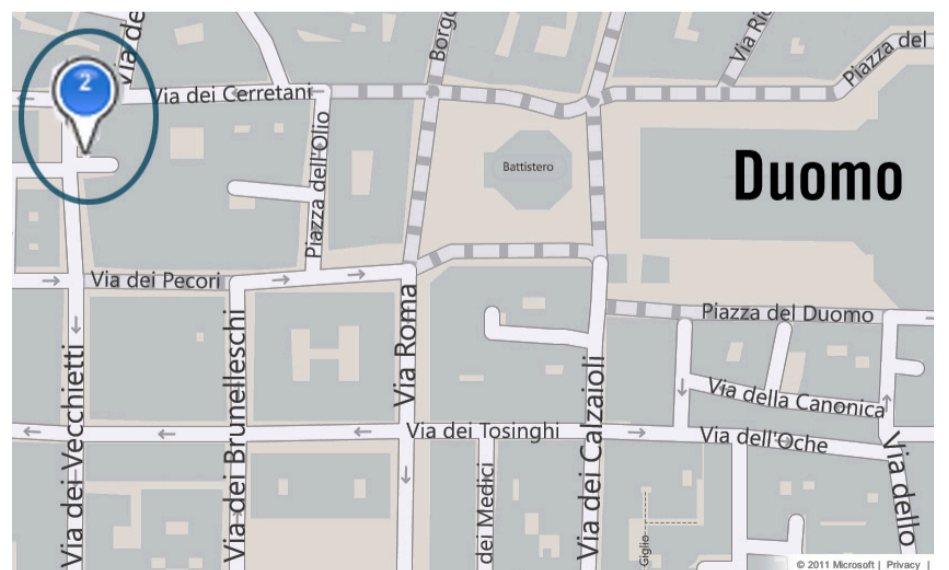 Via de
Borgo
Via Ric
Piazza del
2
Via dei Cerretani
Piazza dell'Olio
Battistero
Duomo
Via dei Pecori
Via Roma
Piazza del Duomo
Via dei Vecchietti
Via dei Brunelleschi
Via dei Calzaioli
Via della Canonica
Via dei Tosinghi
Via dell'Oche
Via dello
dei Medici
Giglio
© 2011 Microsoft | Privacy |